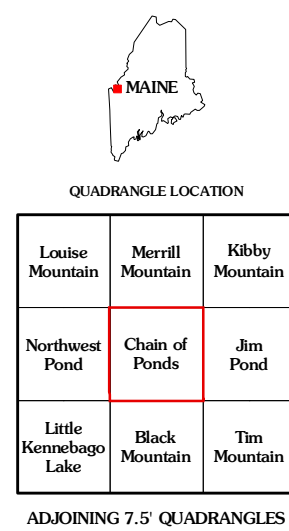 MAINE
QUADRANGLE LOCATION
Louise
Mountain
Merrill
Mountain
Kibby
Mountain
Northwest
Pond
Chain of
Ponds
Jim
Pond
Little
Kennebago
Lake
Black
Mountain
Tim
Mountain
ADJOINING 7.5' QUADRANGLES